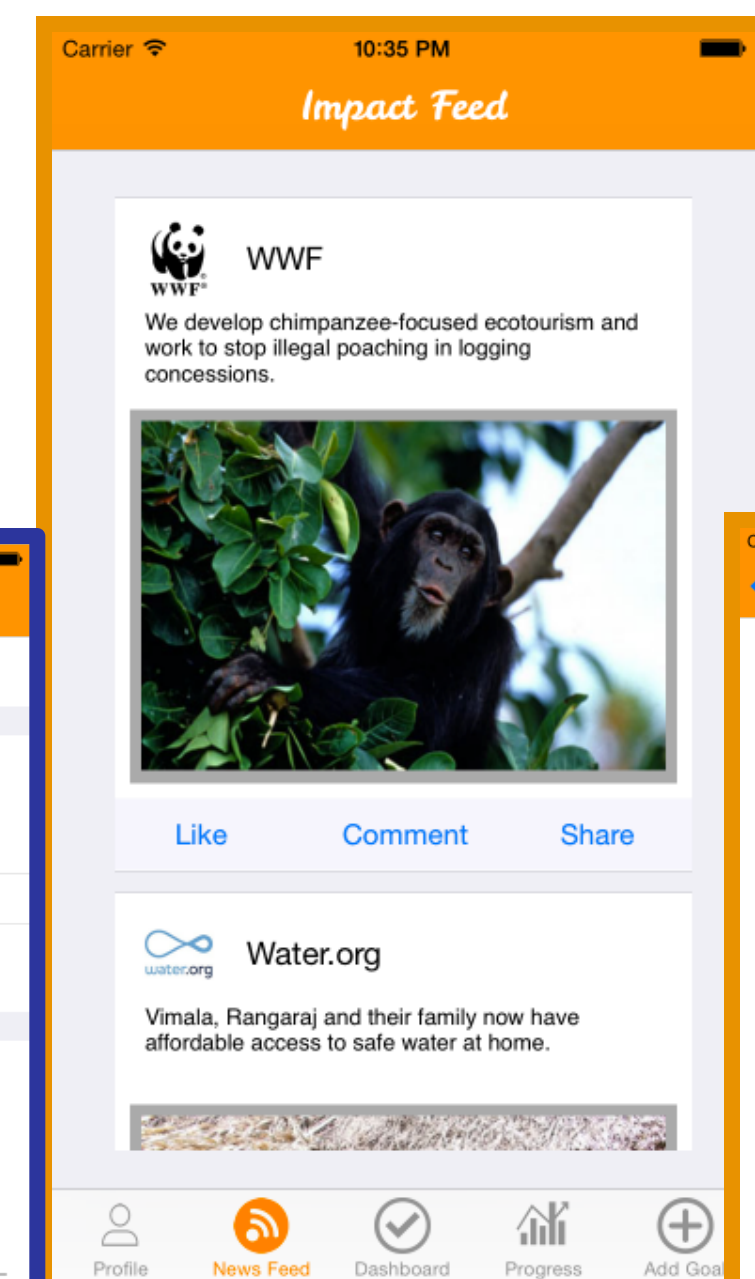 Carrier 10:35 PM
Impact Feed
WWF®
WWF
We develop chimpanzee-focused ecotourism and
work to stop illegal poaching in logging
concessions.
Like Comment Share
water.org
Water.org
Vimala, Rangaraj and their family now have
affordable access to safe water at home.
Profile News Feed Dashboard Progress Add Goal